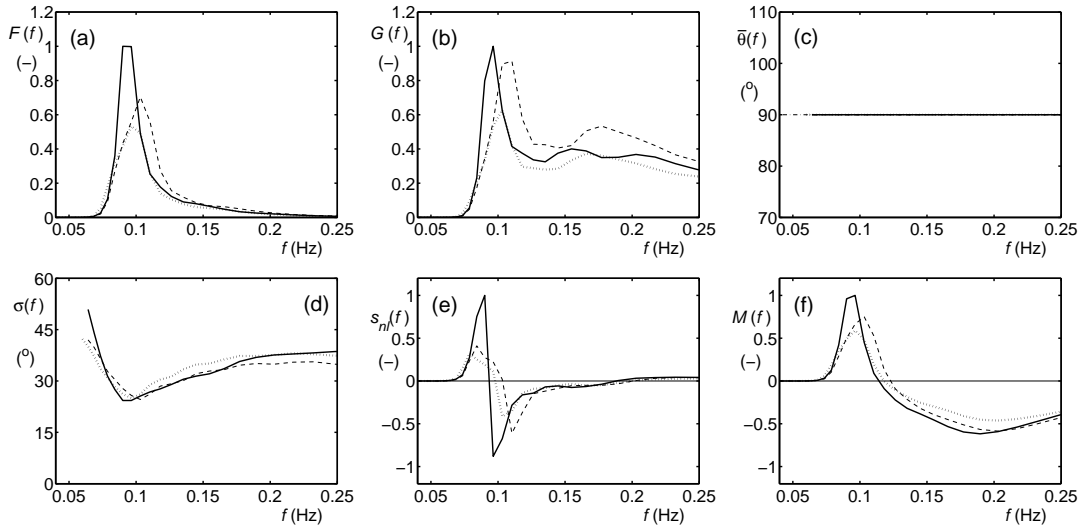 1.2
1
0.8
0.6
0.4
0.2
0
F(f)
(–)
(a)
0.05 0.1 0.15 0.2 0.25
f (Hz)
1.2
1
0.8
0.6
0.4
0.2
0
G(f)
(–)
(b)
0.05 0.1 0.15 0.2 0.25
f (Hz)
110
100
90
80
70
θ̅(f)
(°)
(c)
0.05 0.1 0.15 0.2 0.25
f (Hz)
60
45
30
15
0
σ(f)
(°)
(d)
0.05 0.1 0.15 0.2 0.25
f (Hz)
1
0.5
0
−0.5
−1
s_nl(f)
(–)
(e)
0.05 0.1 0.15 0.2 0.25
f (Hz)
1
0.5
0
−0.5
−1
M(f)
(–)
(f)
0.05 0.1 0.15 0.2 0.25
f (Hz)